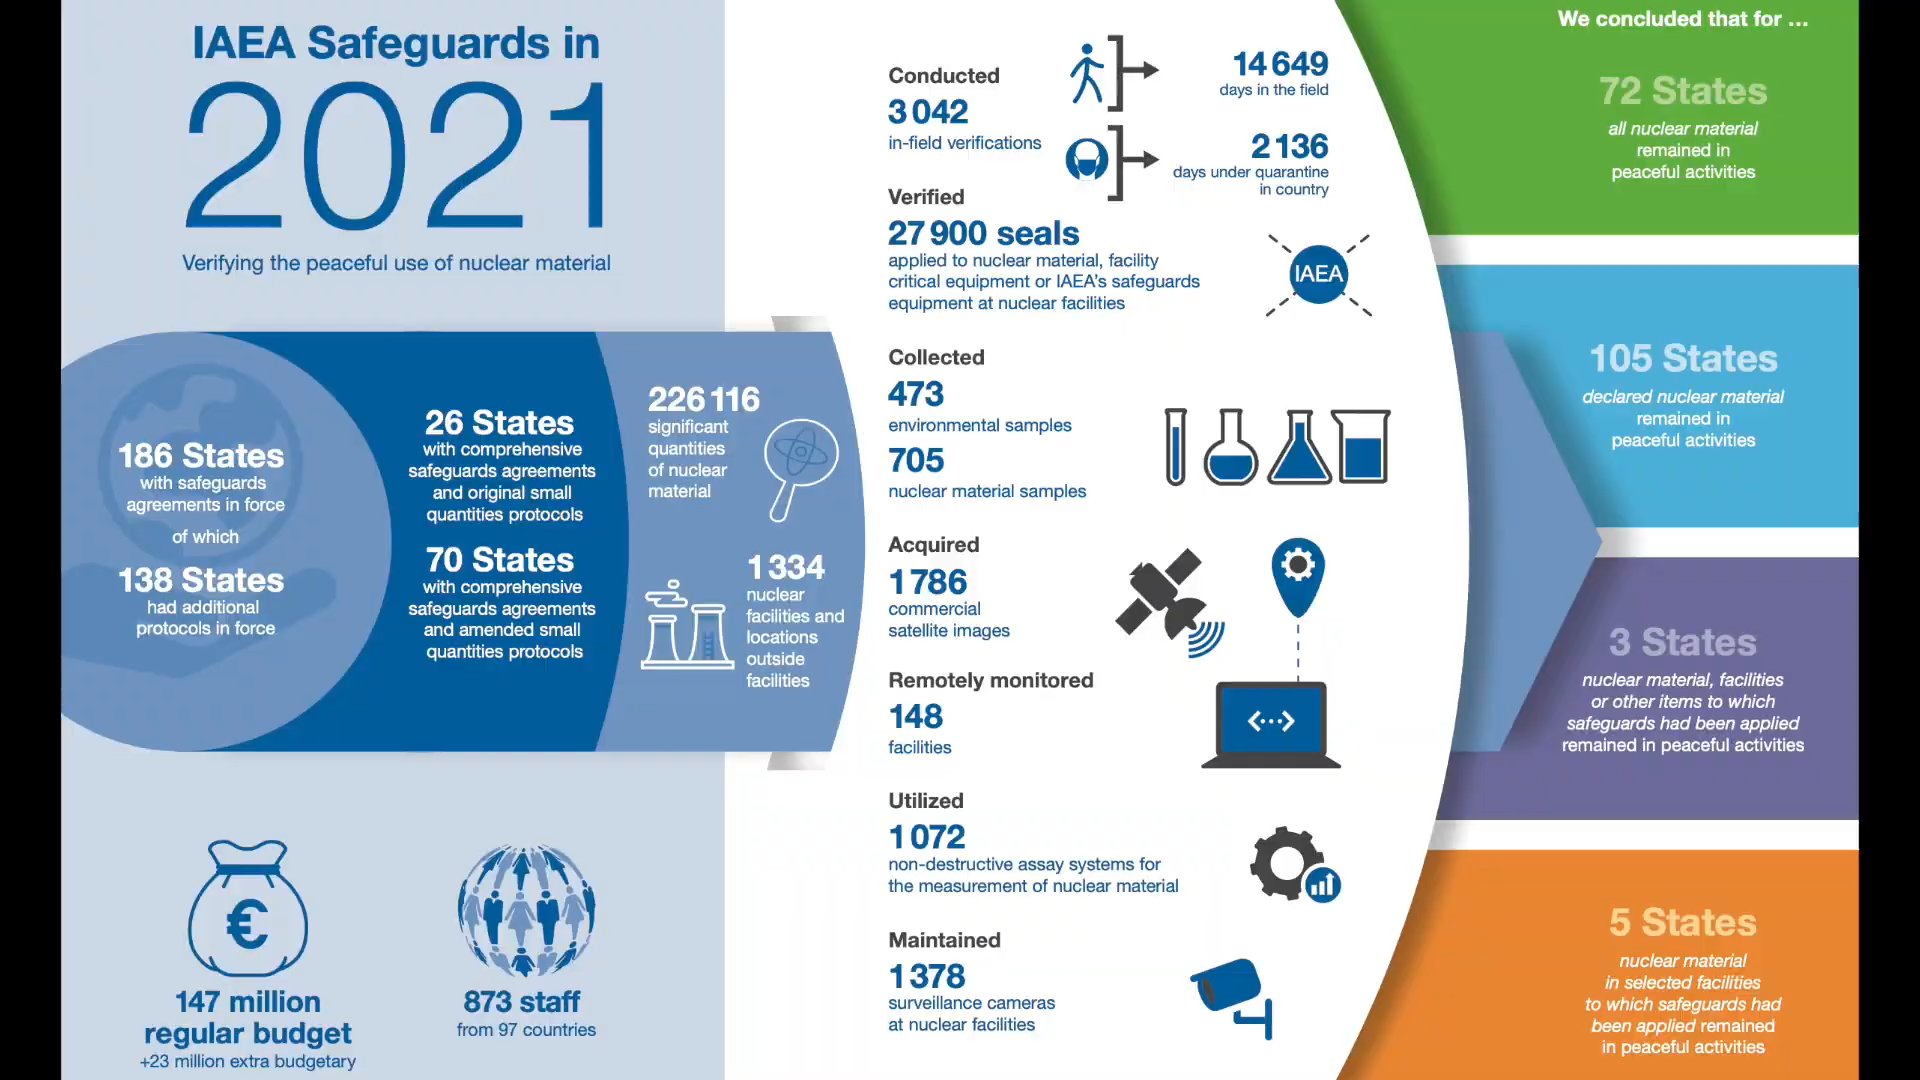 IAEA Safeguards in
2021
Verifying the peaceful use of nuclear material
186 States
with safeguards
agreements in force
of which
138 States
had additional
protocols in force
26 States
with comprehensive
safeguards agreements
and original small
quantities protocols
70 States
with comprehensive
safeguards agreements
and amended small
quantities protocols
226 116
significant
quantities
of nuclear
material
1 334
nuclear
facilities and
locations
outside
facilities
€
147 million
regular budget
+23 million extra budgetary
873 staff
from 97 countries
Conducted
3 042
in-field verifications
14 649
days in the field
2 136
days under quarantine
in country
Verified
27 900 seals
applied to nuclear material, facility
critical equipment or IAEA's safeguards
equipment at nuclear facilities
IAEA
Collected
473
environmental samples
705
nuclear material samples
Acquired
1 786
commercial
satellite images
Remotely monitored
148
facilities
Utilized
1 072
non-destructive assay systems for
the measurement of nuclear material
Maintained
1 378
surveillance cameras
at nuclear facilities
We concluded that for ...
72 States
all nuclear material
remained in
peaceful activities
105 States
declared nuclear material
remained in
peaceful activities
3 States
nuclear material, facilities
or other items to which
safeguards had been applied
remained in peaceful activities
5 States
nuclear material
in selected facilities
to which safeguards had
been applied remained
in peaceful activities